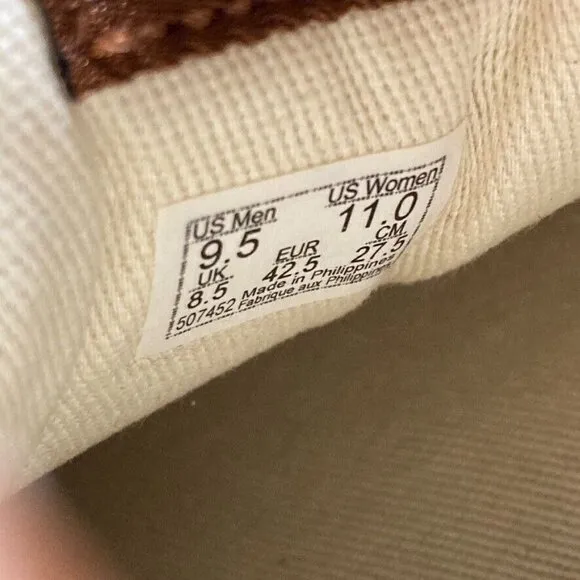 US Men US Women
9.5 11.0
UK EUR CM
8.5 42.5 27.5
Made in Philippines
507452 Fabrique aux Philippines